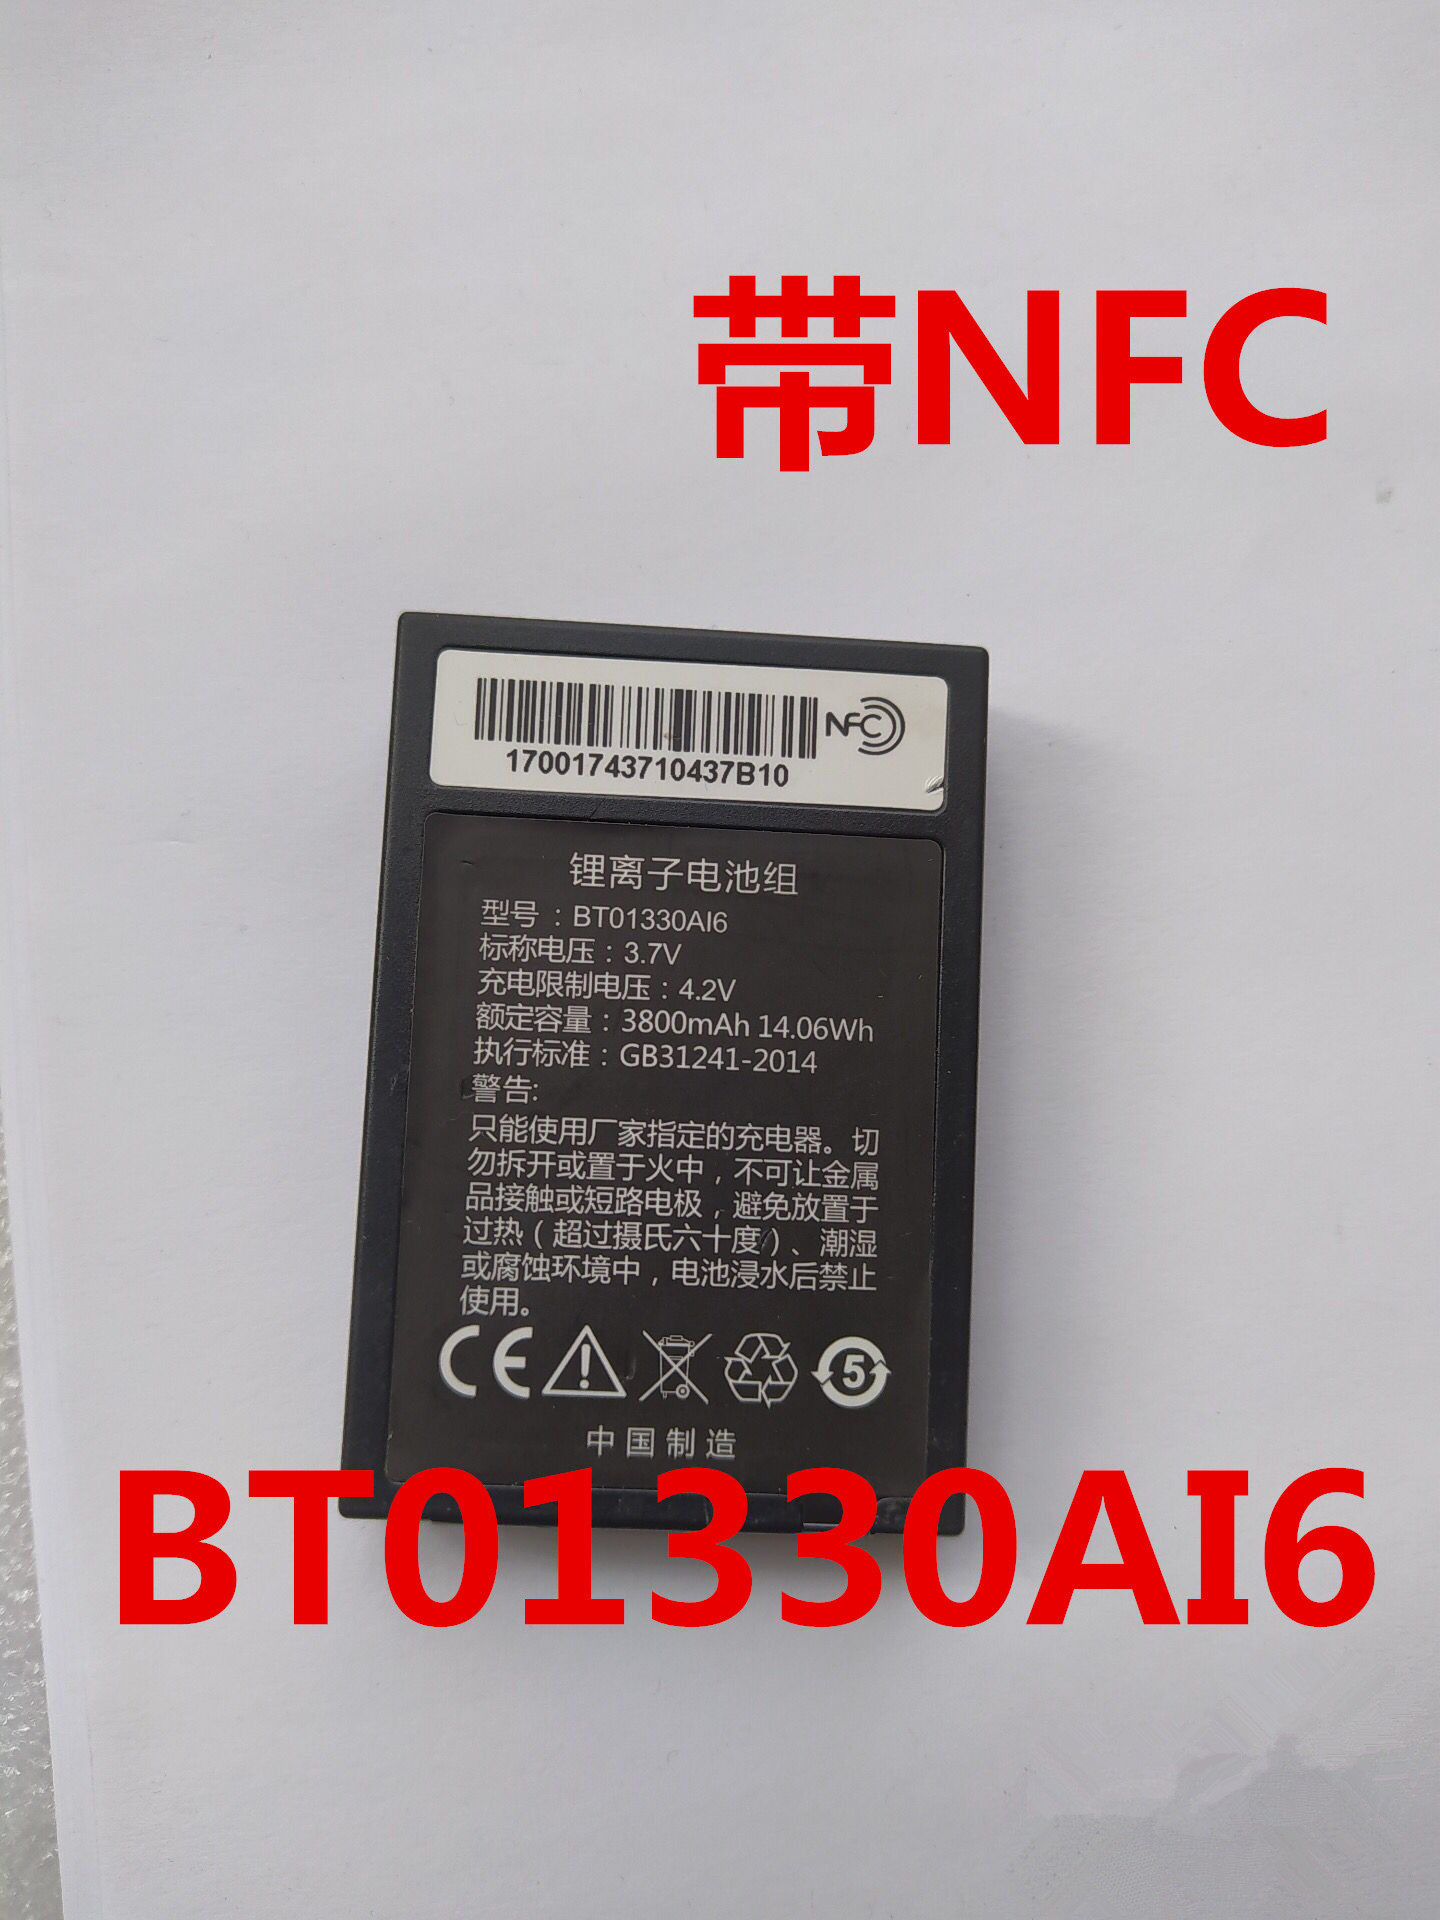 带NFC
NFC
17001743710437B10
锂离子电池组
型号：BT01330AI6
标称电压：3.7V
充电限制电压：4.2V
额定容量：3800mAh 14.06Wh
执行标准：GB31241-2014
警告:
只能使用厂家指定的充电器。切
勿拆开或置于火中，不可让金属
品接触或短路电极，避免放置于
过热（超过摄氏六十度）、潮湿
或腐蚀环境中，电池浸水后禁止
使用。
CE 5
中国制造
BT01330AI6